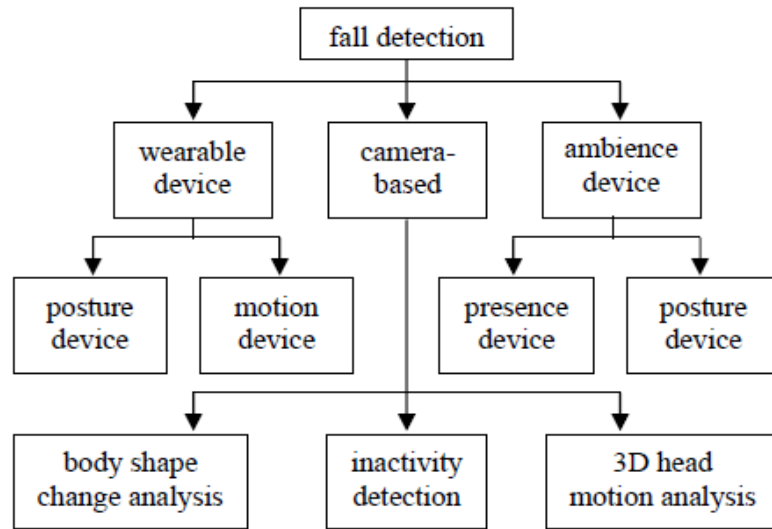 fall detection
wearable
device
camera-
based
ambience
device
posture
device
motion
device
presence
device
posture
device
body shape
change analysis
inactivity
detection
3D head
motion analysis